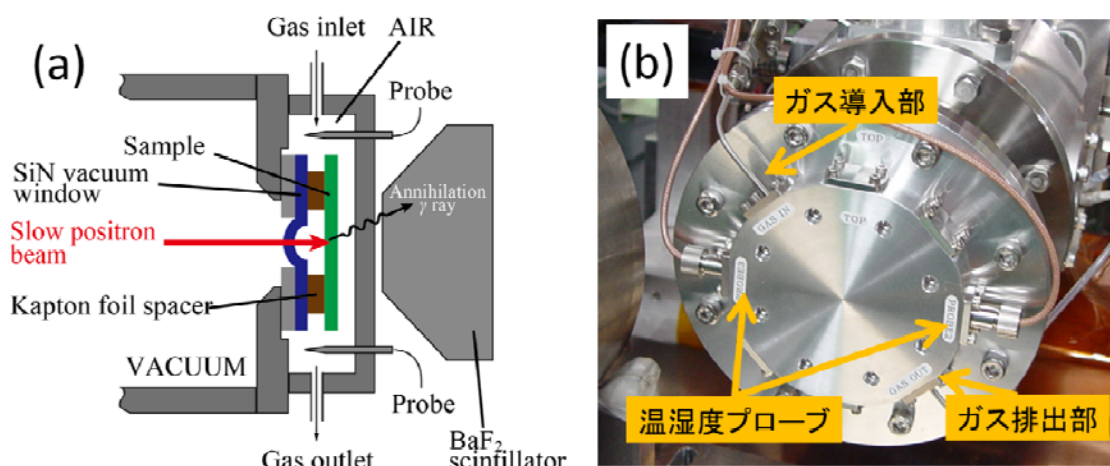 (a)
Gas inlet
AIR
Probe
Sample
SiN vacuum
window
Annihilation
γ ray
Slow positron
beam
Kapton foil spacer
VACUUM
Probe
BaF₂
scintillator
Gas outlet
(b)
ガス導入部
TOP
GAS IN
TOP
PROBE1
PROBE2
GAS OUT
温湿度プローブ
ガス排出部